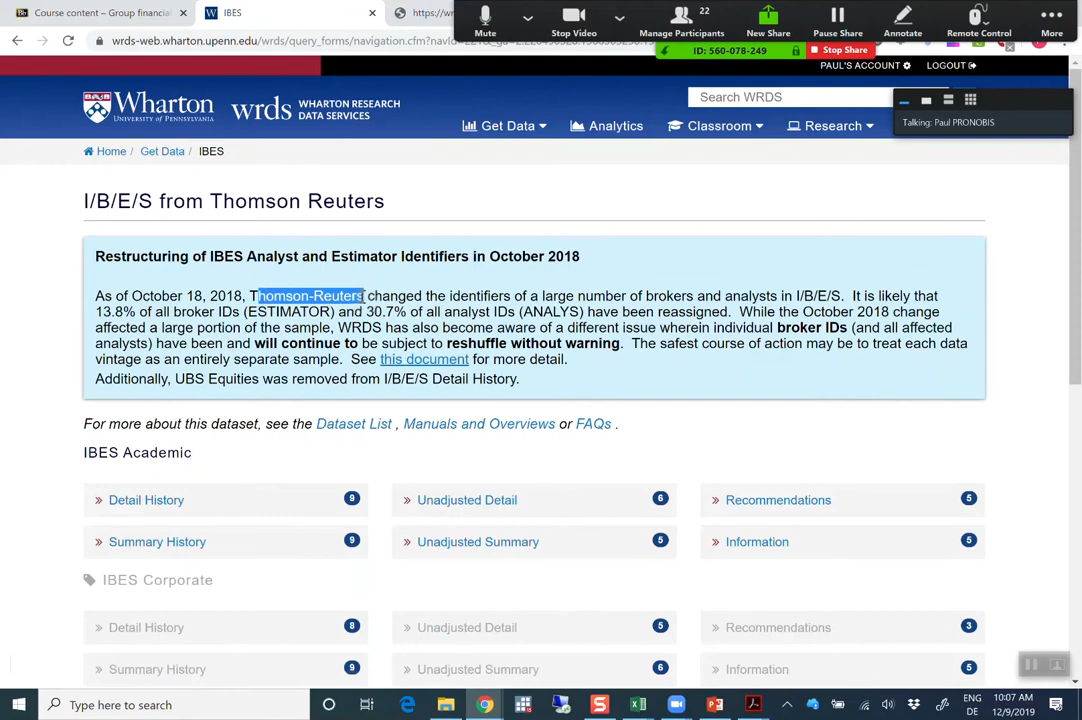 Course content – Group financial
IBES
https://wr
wrds-web.wharton.upenn.edu/wrds/query_forms/navigation.cfm?navId=
Mute
Stop Video
22
Manage Participants
New Share
Pause Share
Annotate
Remote Control
More
ID: 560-078-249
Stop Share
PAUL'S ACCOUNT
LOGOUT
Wharton
UNIVERSITY of PENNSYLVANIA
wrds
WHARTON RESEARCH
DATA SERVICES
Search WRDS
Talking: Paul PRONOBIS
Get Data
Analytics
Classroom
Research
Home / Get Data / IBES
I/B/E/S from Thomson Reuters
Restructuring of IBES Analyst and Estimator Identifiers in October 2018
As of October 18, 2018, Thomson-Reuters changed the identifiers of a large number of brokers and analysts in I/B/E/S. It is likely that
13.8% of all broker IDs (ESTIMATOR) and 30.7% of all analyst IDs (ANALYS) have been reassigned. While the October 2018 change
affected a large portion of the sample, WRDS has also become aware of a different issue wherein individual broker IDs (and all affected
analysts) have been and will continue to be subject to reshuffle without warning. The safest course of action may be to treat each data
vintage as an entirely separate sample. See this document for more detail.
Additionally, UBS Equities was removed from I/B/E/S Detail History.
For more about this dataset, see the Dataset List , Manuals and Overviews or FAQs .
IBES Academic
» Detail History 9
» Unadjusted Detail 6
» Recommendations 5
» Summary History 9
» Unadjusted Summary 5
» Information 5
IBES Corporate
» Detail History 8
» Unadjusted Detail 5
» Recommendations 3
» Summary History 9
» Unadjusted Summary 6
» Information 5
Type here to search
ENG
DE
10:07 AM
12/9/2019